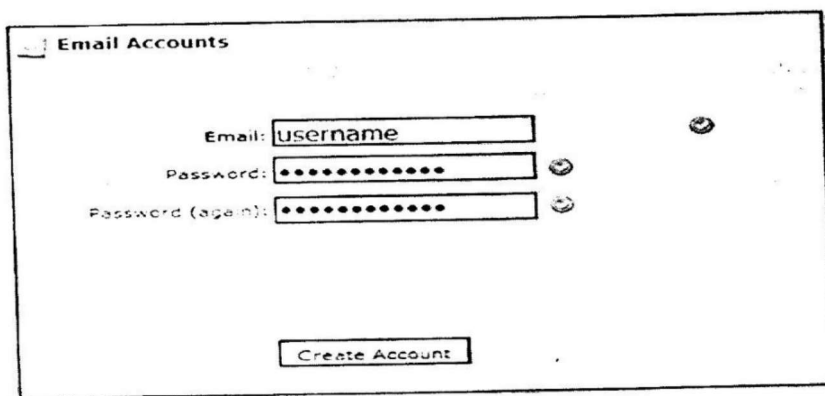 Email Accounts
Email: username
Password: ••••••••••••
Password (again): ••••••••••••
Create Account